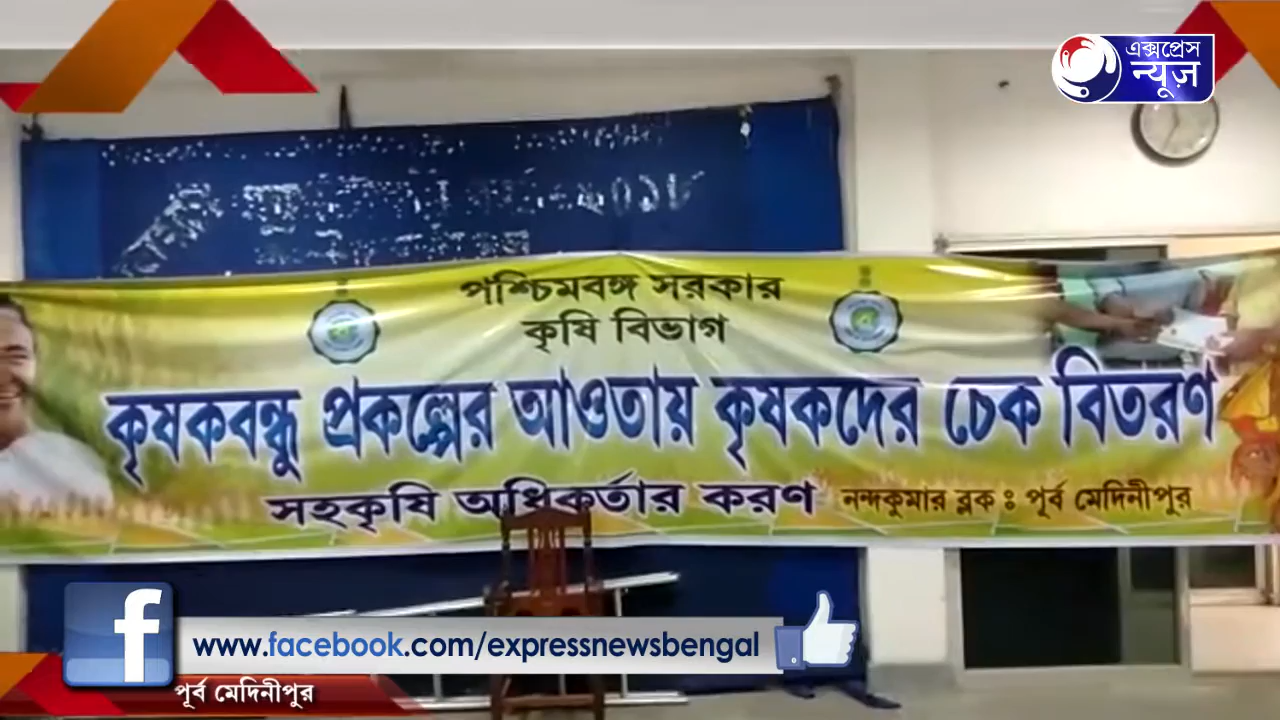 এক্সপ্রেস
ন্যূজ়
২০১৮
পশ্চিমবঙ্গ সরকার
কৃষি বিভাগ
কৃষকবন্ধু প্রকল্পের আওতায় কৃষকদের চেক বিতরণ
সহকৃষি অধিকর্তার করণ নন্দকুমার ব্লক ঃ পূর্ব মেদিনীপুর
f
www.facebook.com/expressnewsbengal
পূর্ব মেদিনীপুর